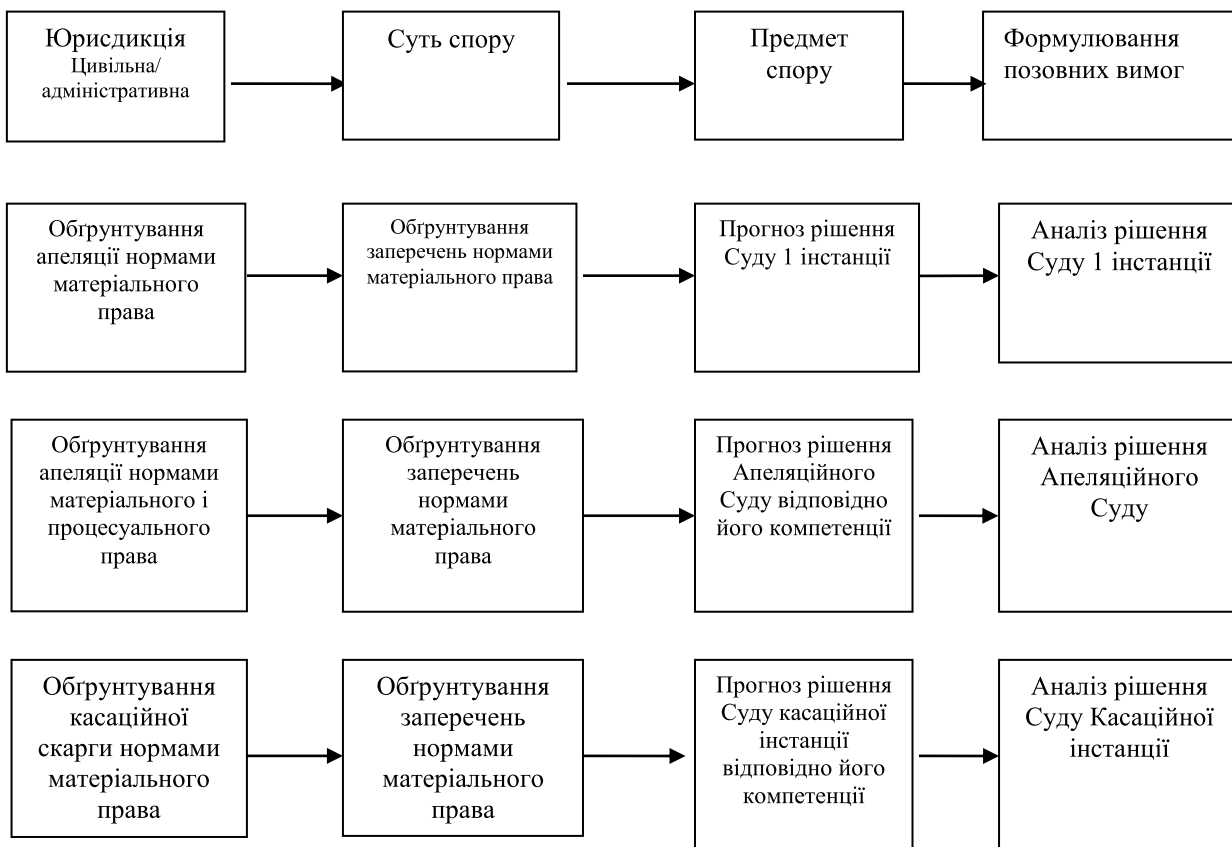 Юрисдикція
Цивільна/
адміністративна
Суть спору
Предмет
спору
Формулювання
позовних вимог
Обґрунтування
апеляції нормами
матеріального
права
Обґрунтування
заперечень нормами
матеріального права
Прогноз рішення
Суду 1 інстанції
Аналіз рішення
Суду 1 інстанції
Обґрунтування
апеляції нормами
матеріального і
процесуального
права
Обґрунтування
заперечень
нормами
матеріального
права
Прогноз рішення
Апеляційного
Суду відповідно
його компетенції
Аналіз рішення
Апеляційного
Суду
Обґрунтування
касаційної
скарги нормами
матеріального
права
Обґрунтування
заперечень
нормами
матеріального
права
Прогноз рішення
Суду касаційної
інстанції
відповідно його
компетенції
Аналіз рішення
Суду Касаційної
інстанції